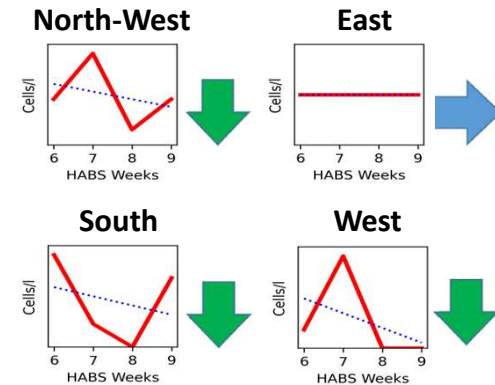 North-West
East
Cells/l
Cells/l
6 7 8 9
6 7 8 9
HABS Weeks
HABS Weeks
South
West
Cells/l
Cells/l
6 7 8 9
6 7 8 9
HABS Weeks
HABS Weeks